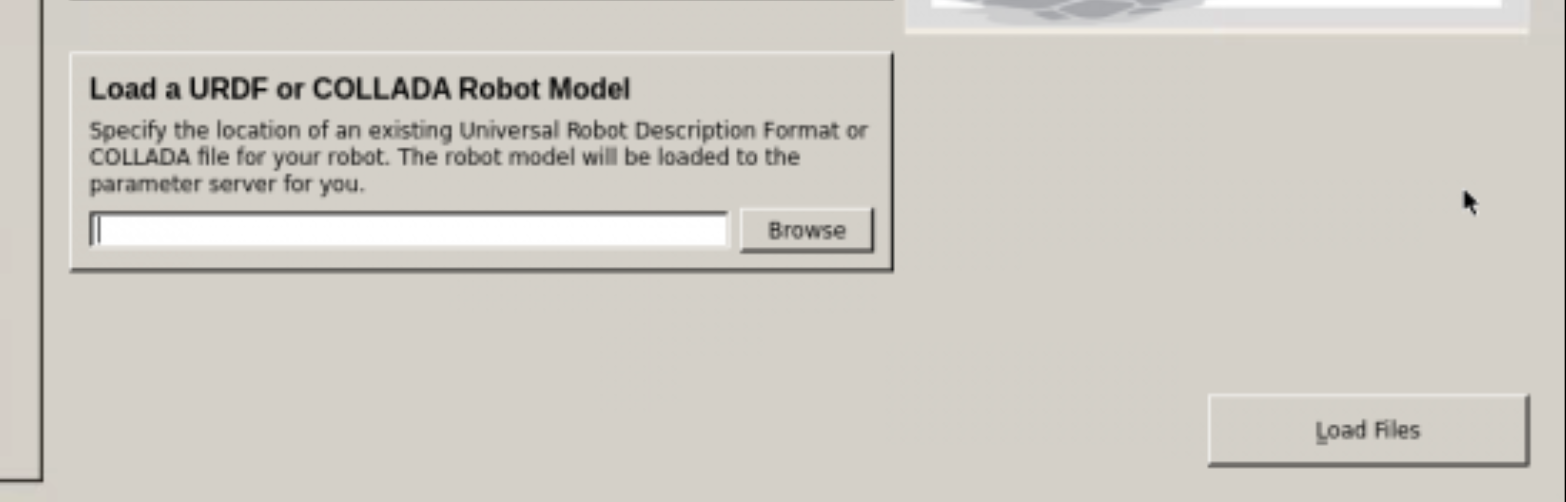 Load a URDF or COLLADA Robot Model
Specify the location of an existing Universal Robot Description Format or
COLLADA file for your robot. The robot model will be loaded to the
parameter server for you.
Browse
Load Files